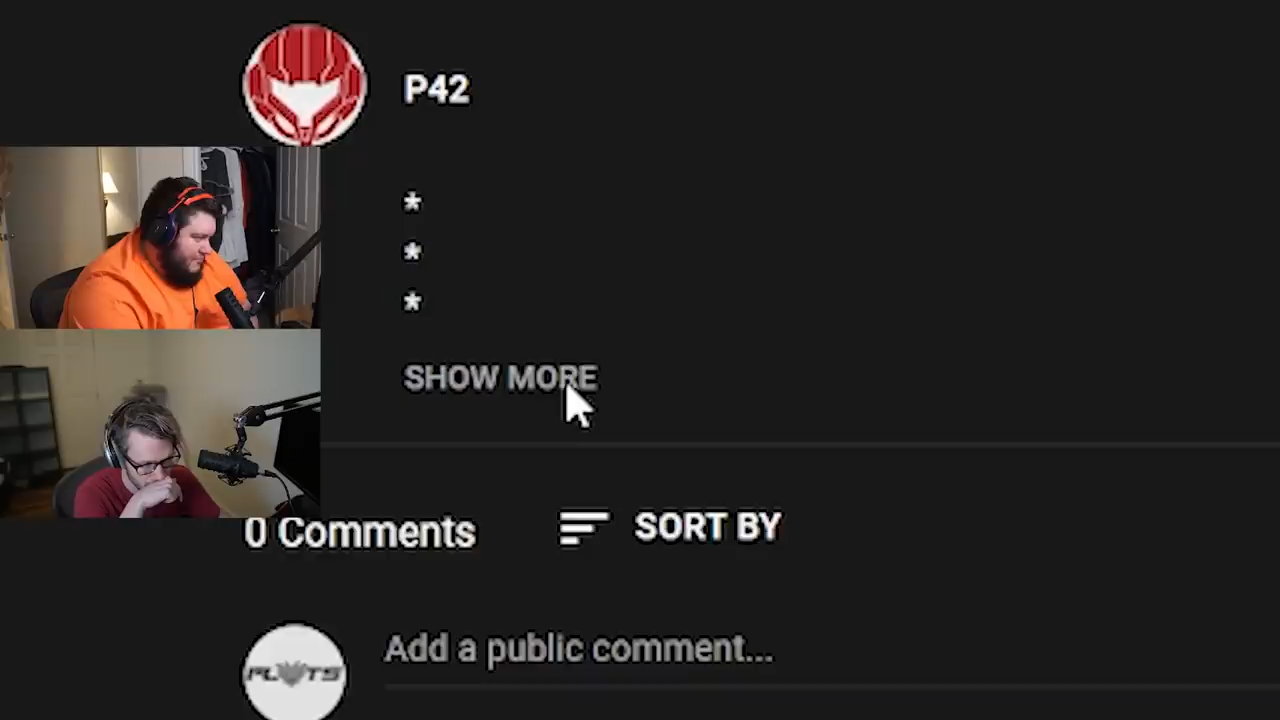 P42
*
*
*
SHOW MORE
0 Comments
SORT BY
Add a public comment...